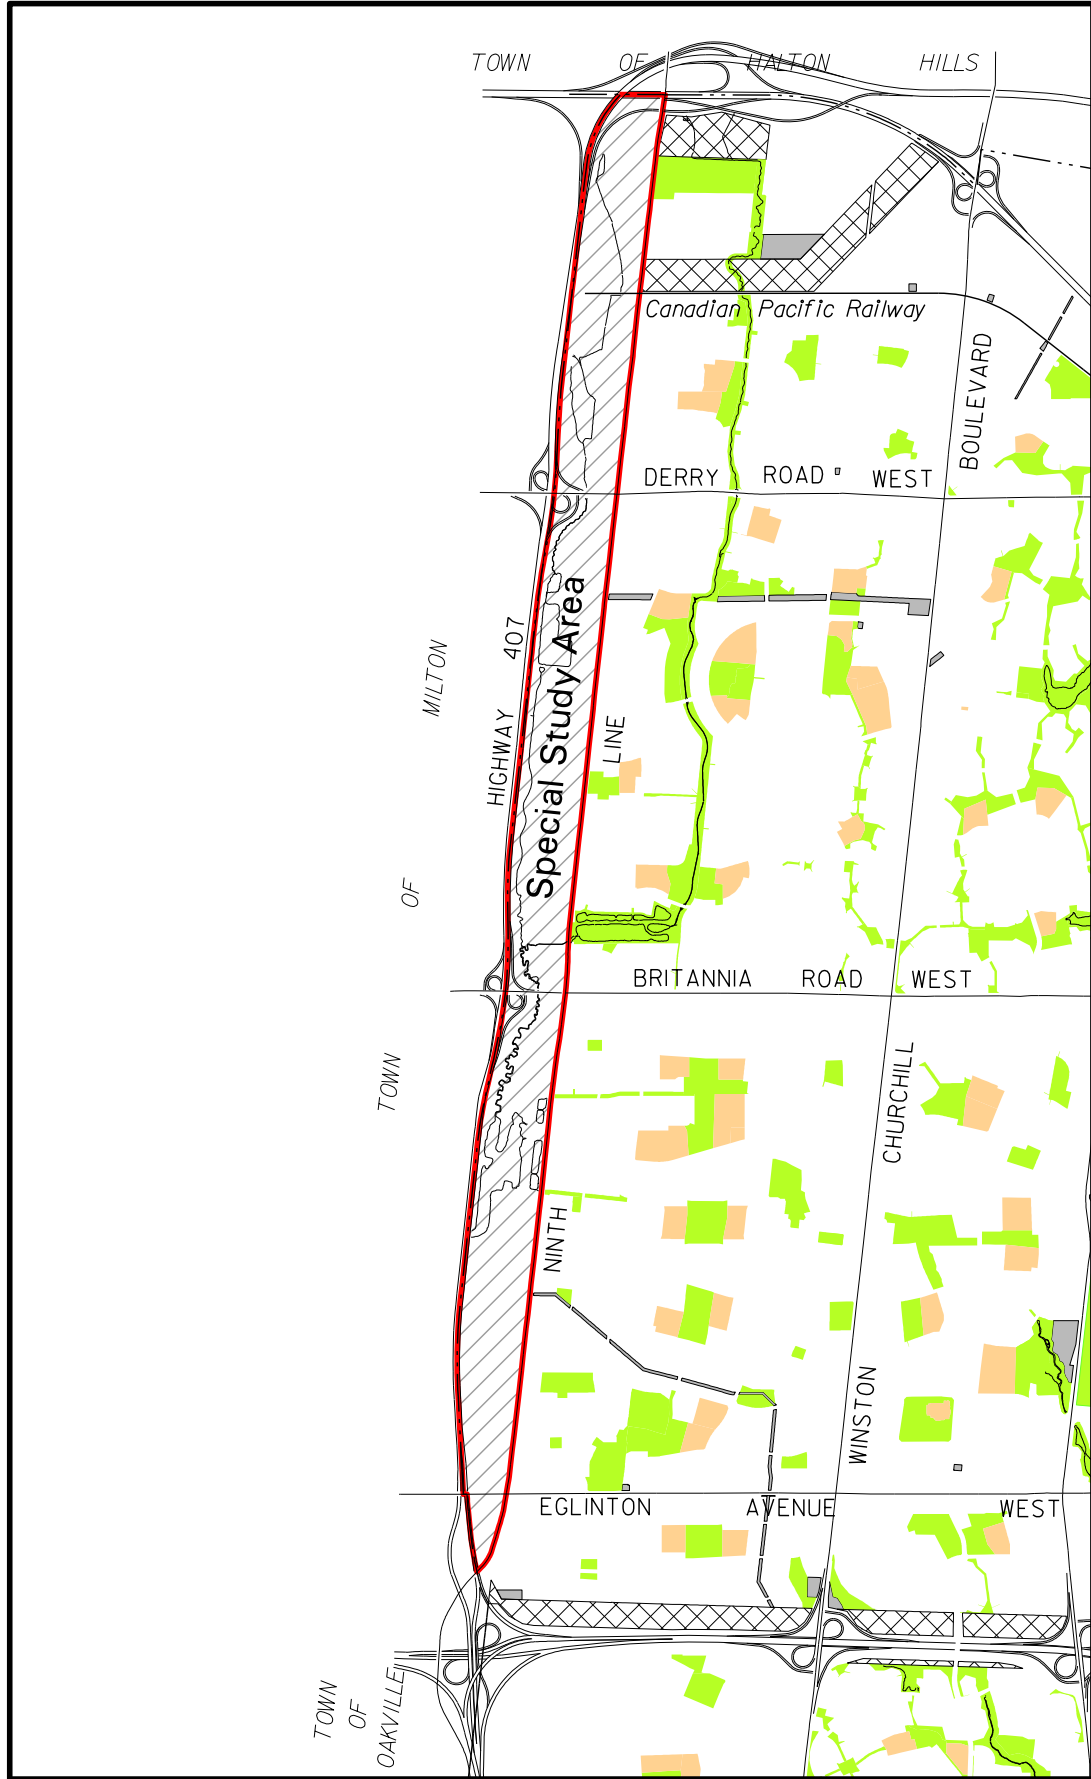 TOWN OF HALTON HILLS
Canadian Pacific Railway
BOULEVARD
DERRY ROAD WEST
HIGHWAY 407
Special Study Area
LINE
MILTON
OF
TOWN
BRITANNIA ROAD WEST
CHURCHILL
NINTH
WINSTON
EGLINTON AVENUE WEST
TOWN
OF
OAKVILLE